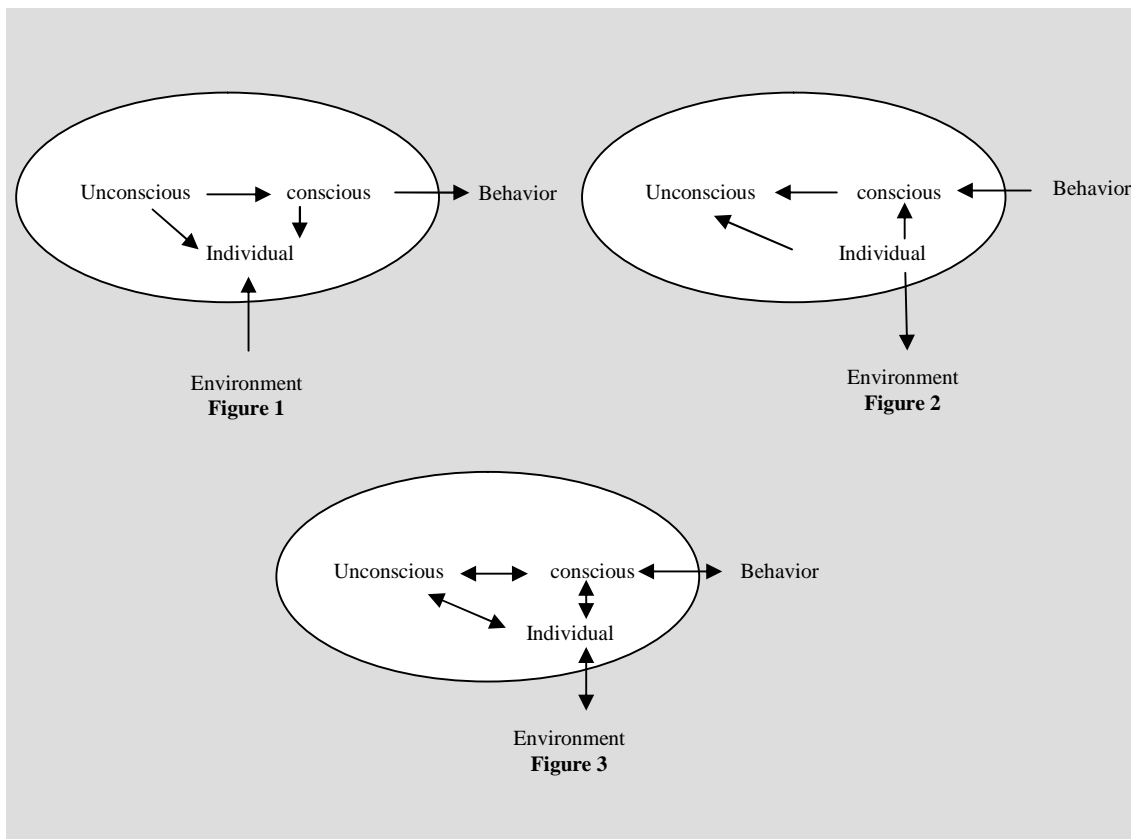 Unconscious conscious Behavior
Individual
Environment
Figure 1
Unconscious conscious Behavior
Individual
Environment
Figure 2
Unconscious conscious Behavior
Individual
Environment
Figure 3